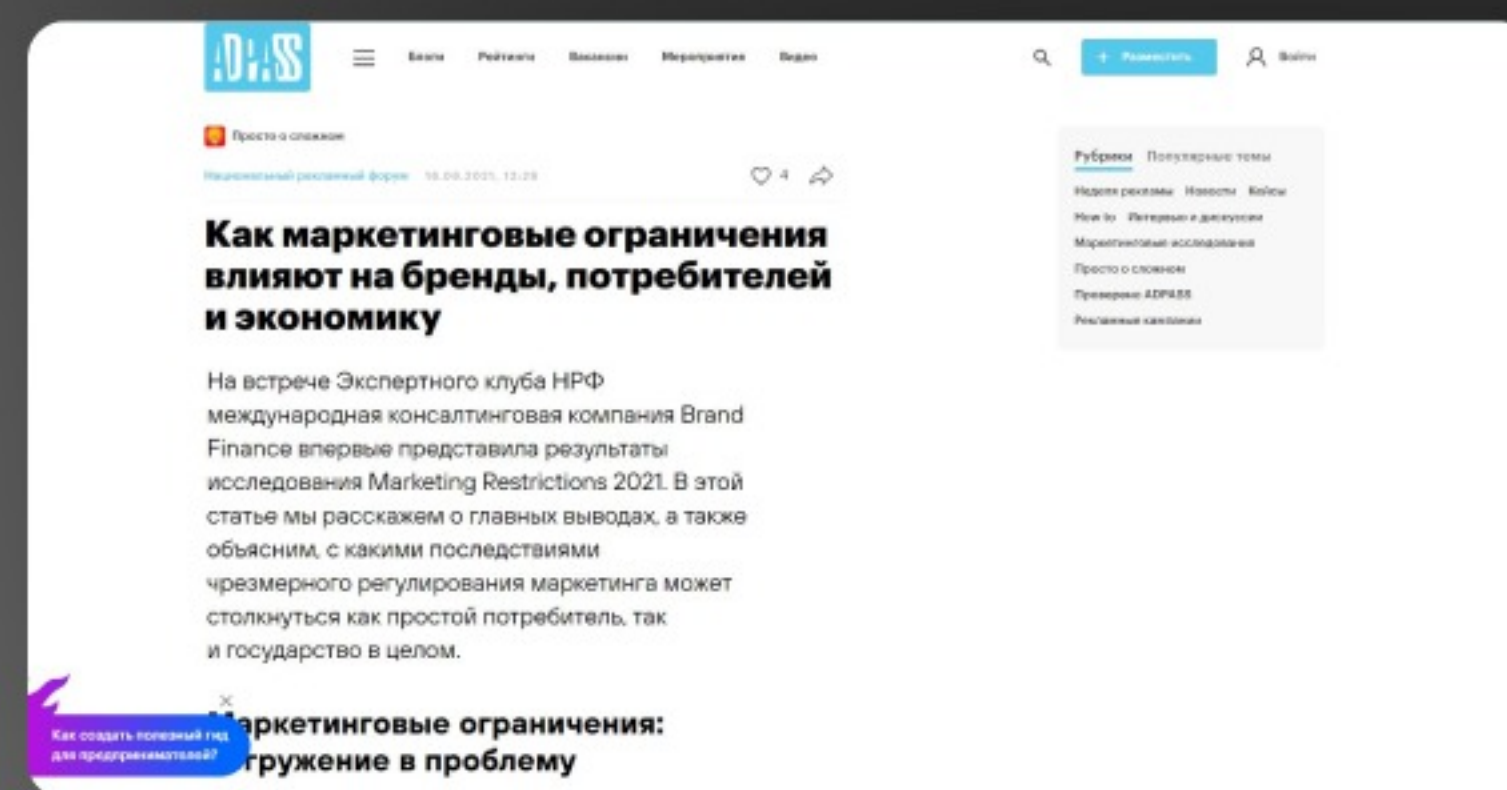 ADPASS
Блоги Рейтинги Вакансии Мероприятия Видео
+ Разместить Войти
Просто о сложном
Национальный рекламный форум
4
Как маркетинговые ограничения
влияют на бренды, потребителей
и экономику
На встрече Экспертного клуба НРФ
международная консалтинговая компания Brand
Finance впервые представила результаты
исследования Marketing Restrictions 2021. В этой
статье мы расскажем о главных выводах, а также
объясним, с какими последствиями
чрезмерного регулирования маркетинга может
столкнуться как простой потребитель, так
и государство в целом.
аркетинговые ограничения:
гружение в проблему
Как создать полезный гид
для предпринимателей?
Рубрики Популярные темы
Неделя рекламы Новости Кейсы
How to Интервью и дискуссии
Маркетинговые исследования
Просто о сложном
Проверено ADPASS
Рекламные кампании